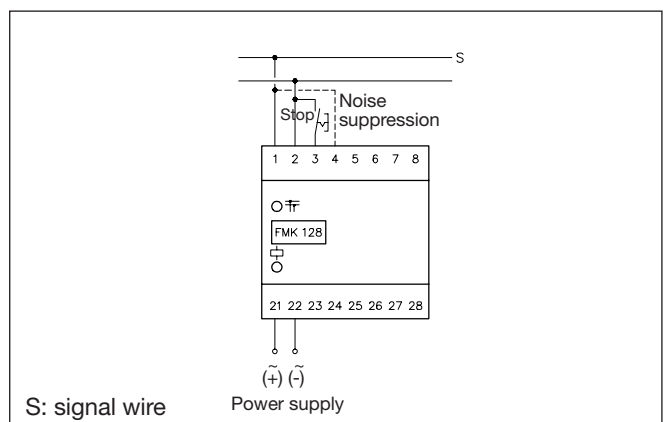 S
Noise
Stop suppression
1 2 3 4 5 6 7 8
FMK 128
21 22 23 24 25 26 27 28
(+̃) (-̃)
Power supply
S: signal wire